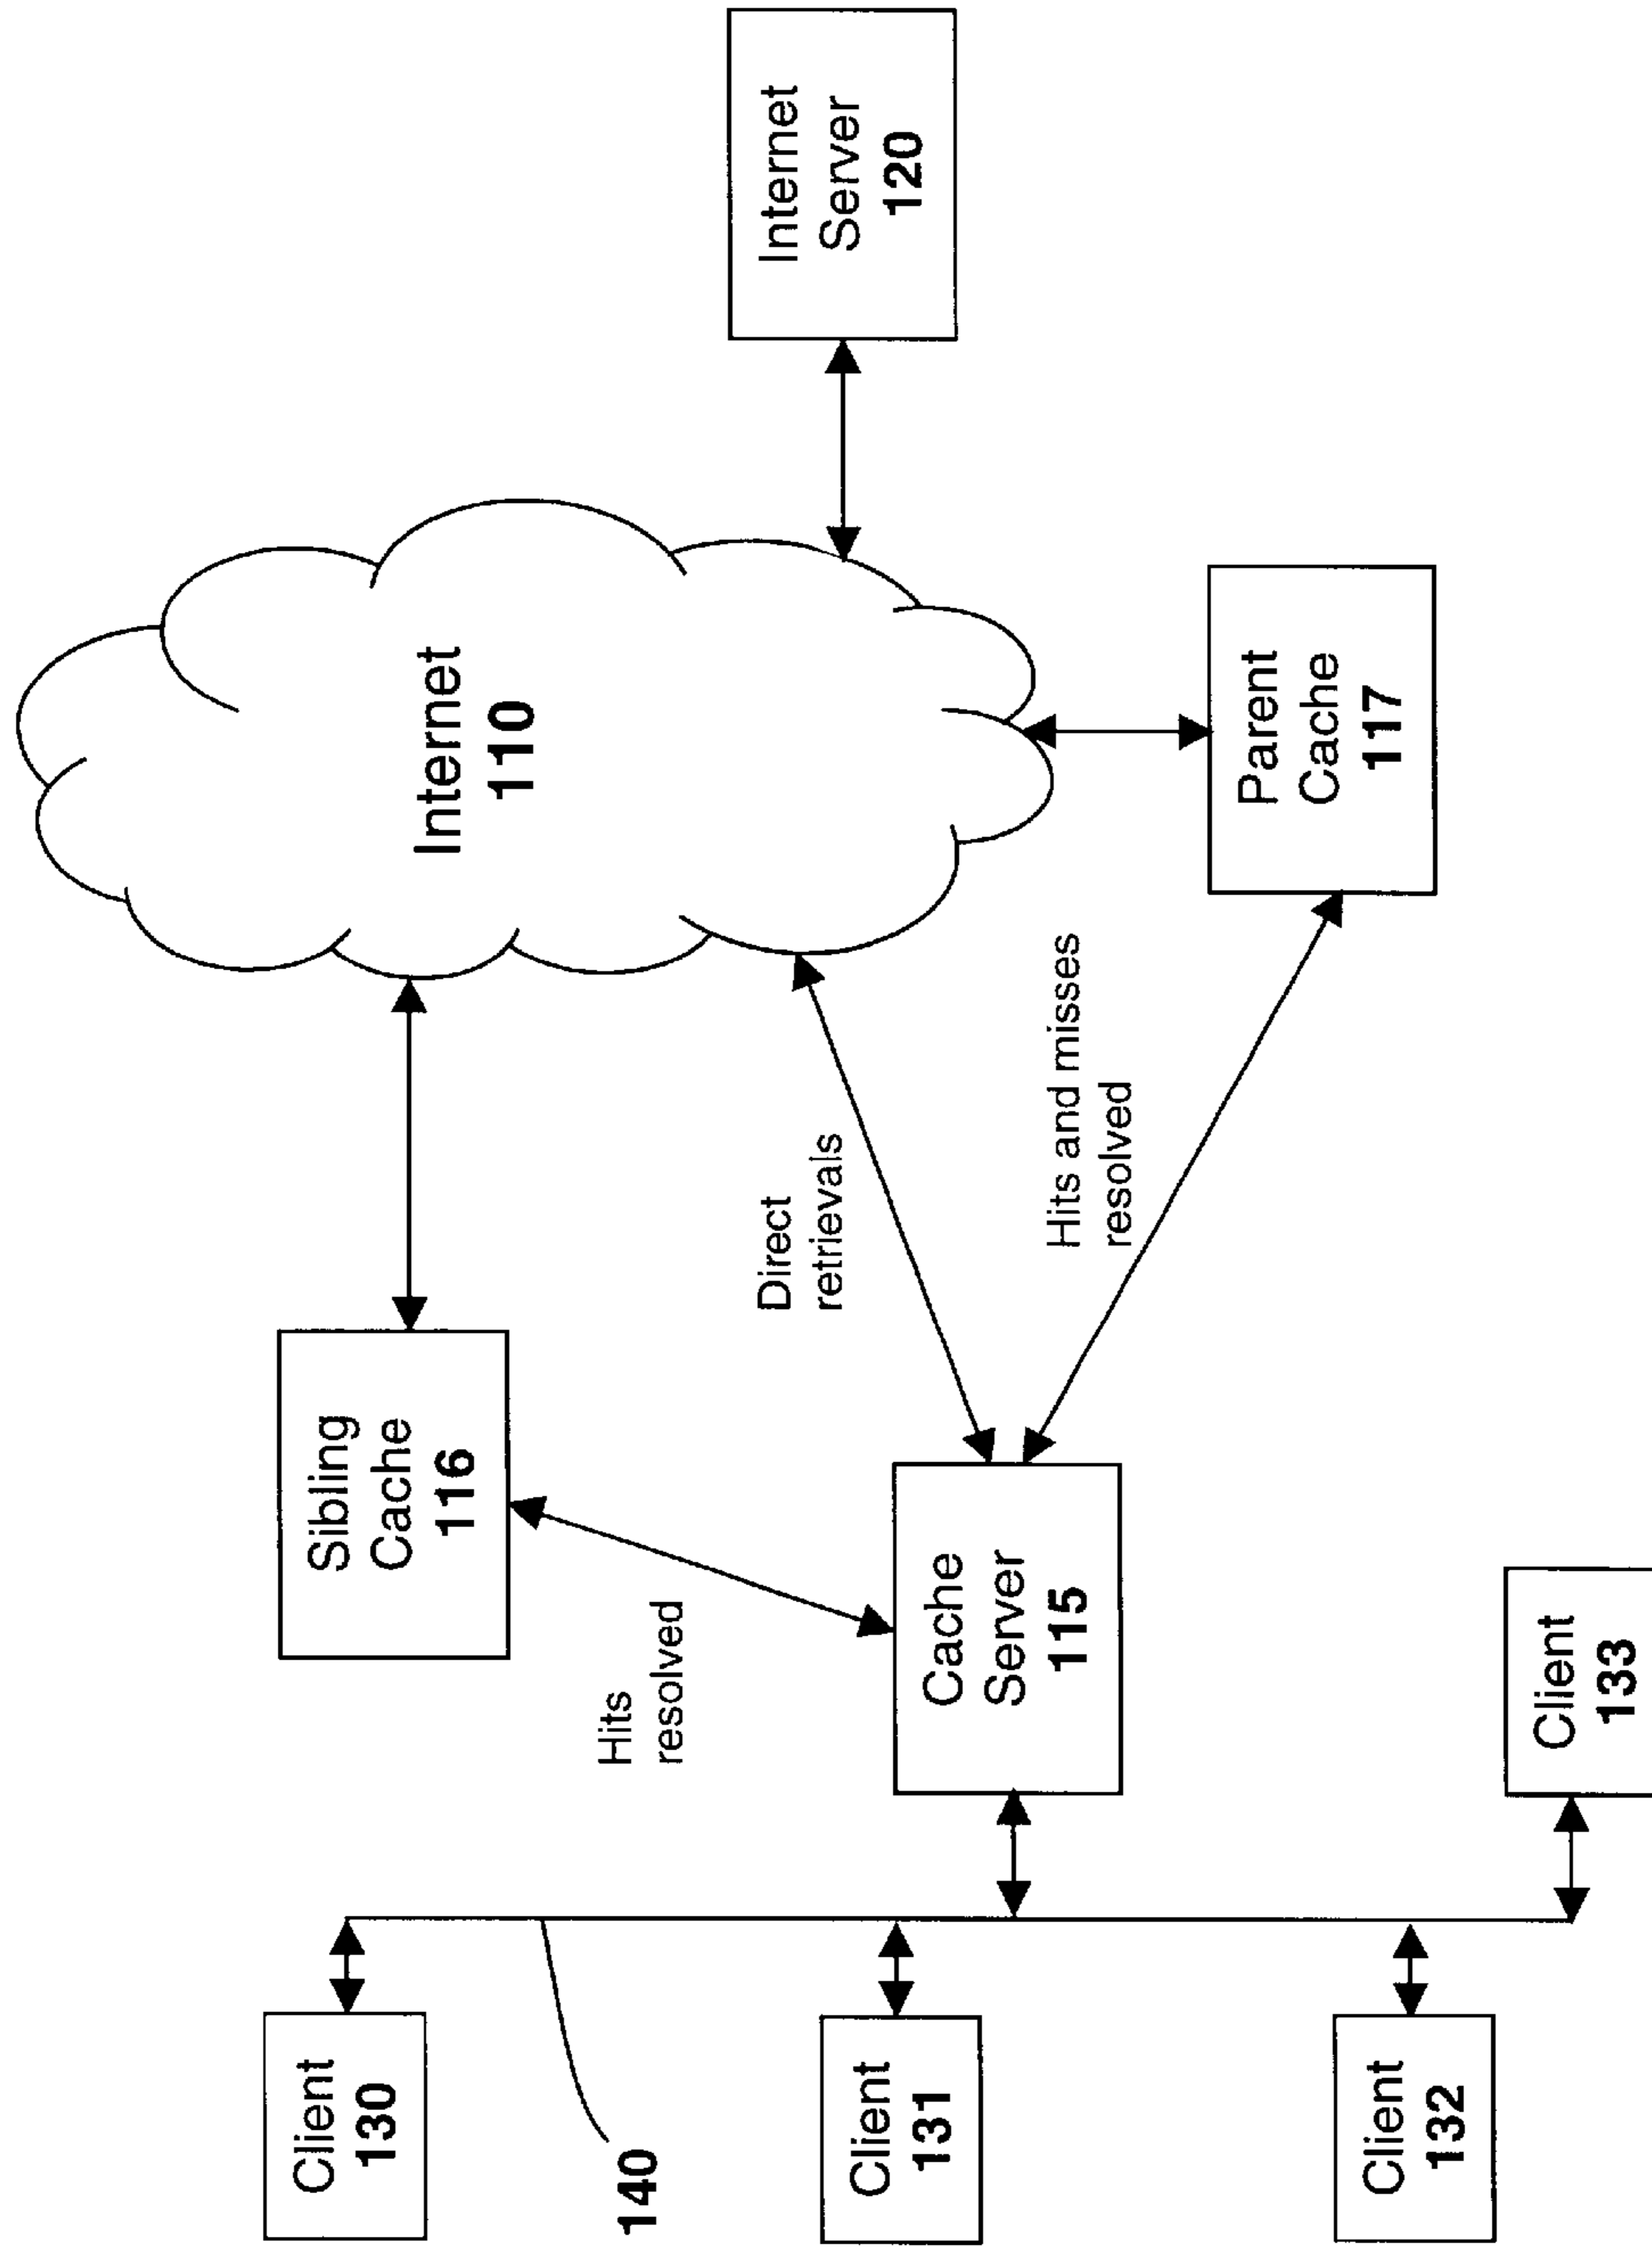 Client
130
140
Client
131
Client
132
Client
133
Sibling
Cache
116
Hits
resolved
Cache
Server
115
Direct
retrievals
Hits and misses
resolved
Internet
110
Parent
Cache
117
Internet
Server
120